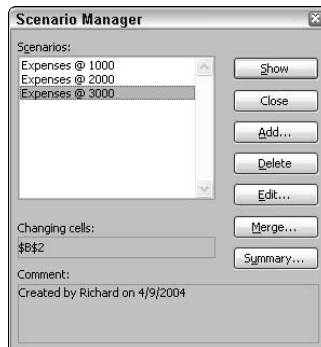 Scenario Manager
Scenarios:
Expenses @ 1000
Expenses @ 2000
Expenses @ 3000
Show
Close
Add...
Delete
Edit...
Merge...
Summary...
Changing cells:
$B$2
Comment:
Created by Richard on 4/9/2004